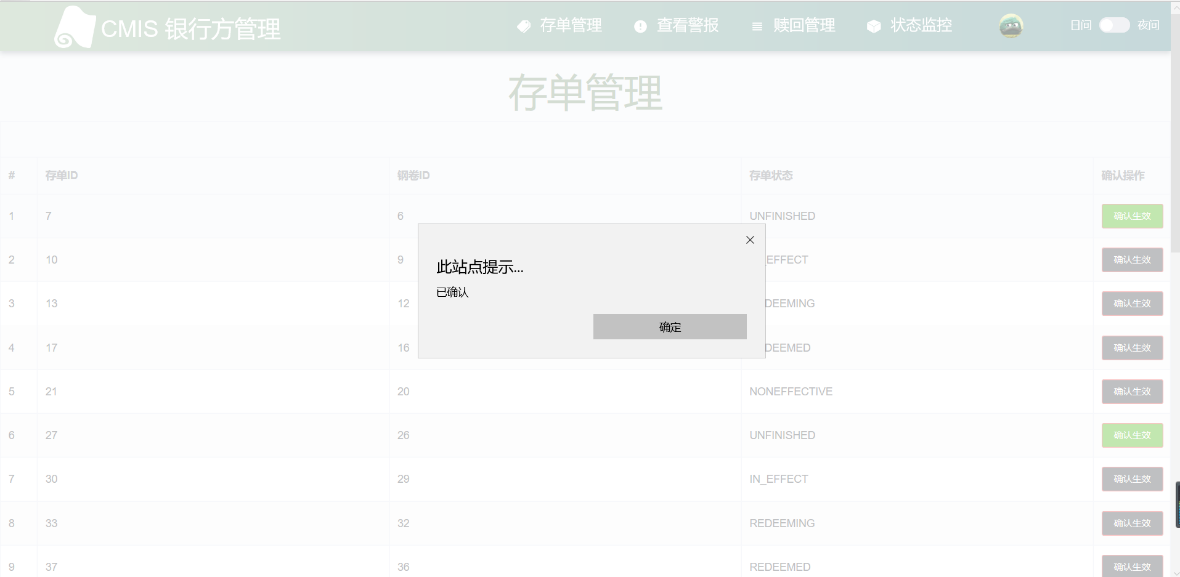 CMIS 银行方管理 存单管理 查看警报 赎回管理 状态监控 日间 夜间
存单管理
# 存单ID 钢卷ID 存单状态 确认操作
1 7 6 UNFINISHED 确认生效
2 10 9 EFFECT 确认生效
3 13 12 DEEMING 确认生效
4 17 16 DEEMED 确认生效
5 21 20 NONEFFECTIVE 确认生效
6 27 26 UNFINISHED 确认生效
7 30 29 IN_EFFECT 确认生效
8 33 32 REDEEMING 确认生效
9 37 36 REDEEMED 确认生效
此站点提示...
已确认
确定